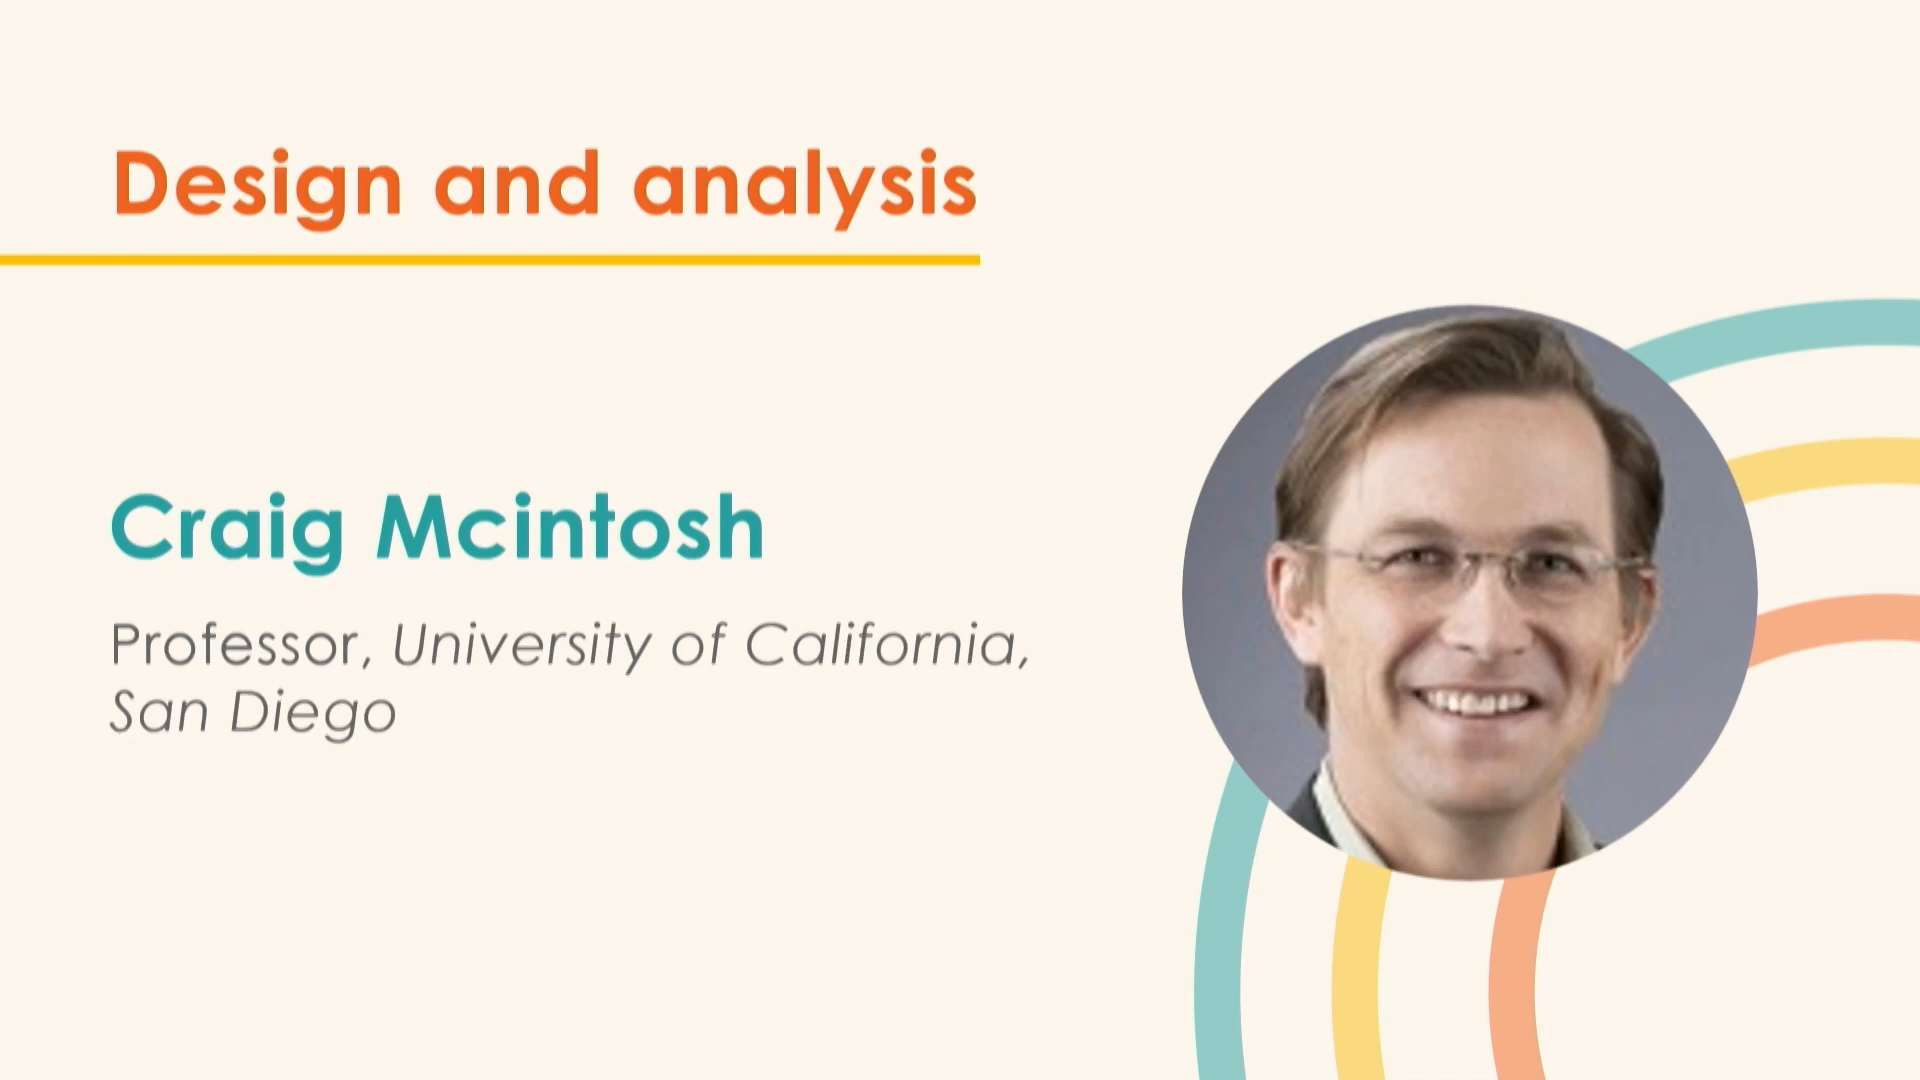 Design and analysis
Craig Mcintosh
Professor, University of California,
San Diego